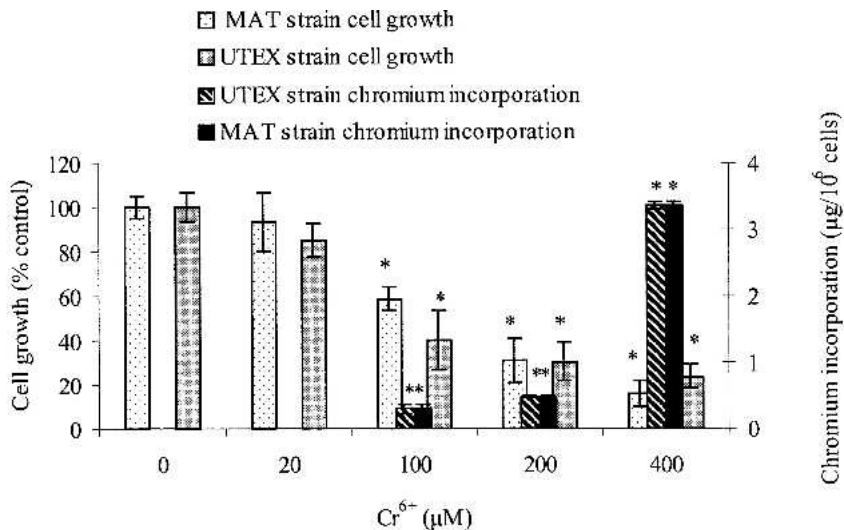 MAT strain cell growth
UTEX strain cell growth
UTEX strain chromium incorporation
MAT strain chromium incorporation
Cell growth (% control)
120
100
80
60
40
20
0
* * ** * * ** * * * * *
4
3
2
1
0
Chromium incorporation (µg/10⁶ cells)
0 20 100 200 400
Cr⁶⁺ (µM)